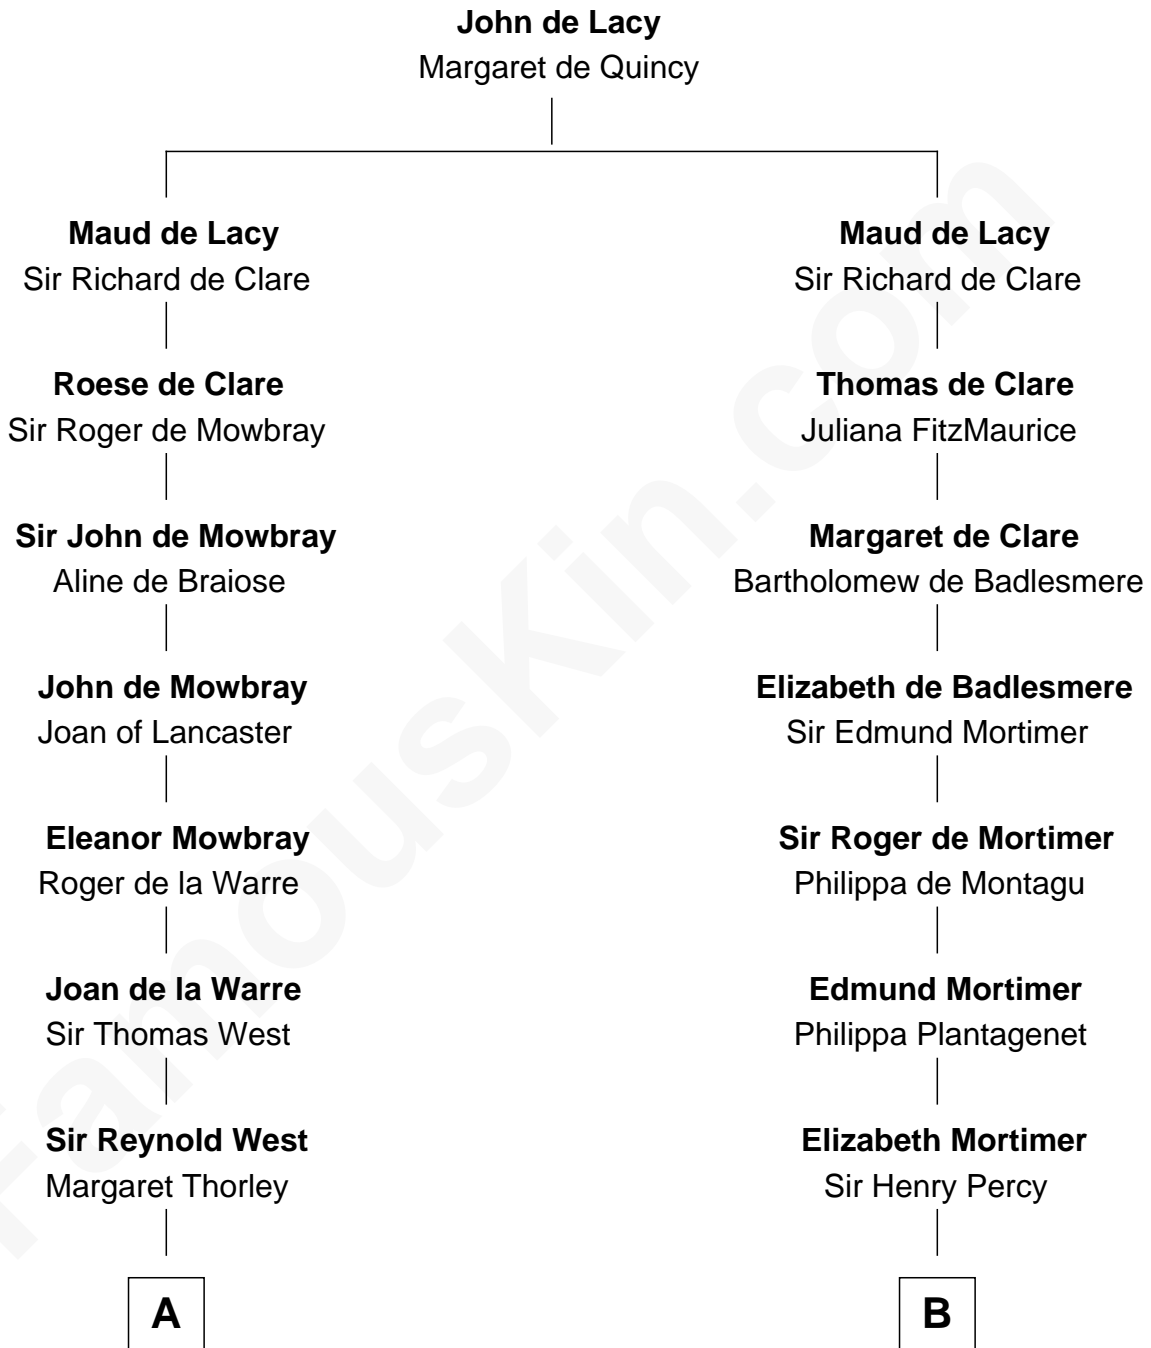 John de Lacy
Margaret de Quincy
Maud de Lacy
Sir Richard de Clare
Maud de Lacy
Sir Richard de Clare
Roese de Clare
Sir Roger de Mowbray
Thomas de Clare
Juliana FitzMaurice
Sir John de Mowbray
Aline de Braiose
Margaret de Clare
Bartholomew de Badlesmere
John de Mowbray
Joan of Lancaster
Elizabeth de Badlesmere
Sir Edmund Mortimer
Eleanor Mowbray
Roger de la Warre
Sir Roger de Mortimer
Philippa de Montagu
Joan de la Warre
Sir Thomas West
Edmund Mortimer
Philippa Plantagenet
Sir Reynold West
Margaret Thorley
Elizabeth Mortimer
Sir Henry Percy
A
B
FamousKin.com